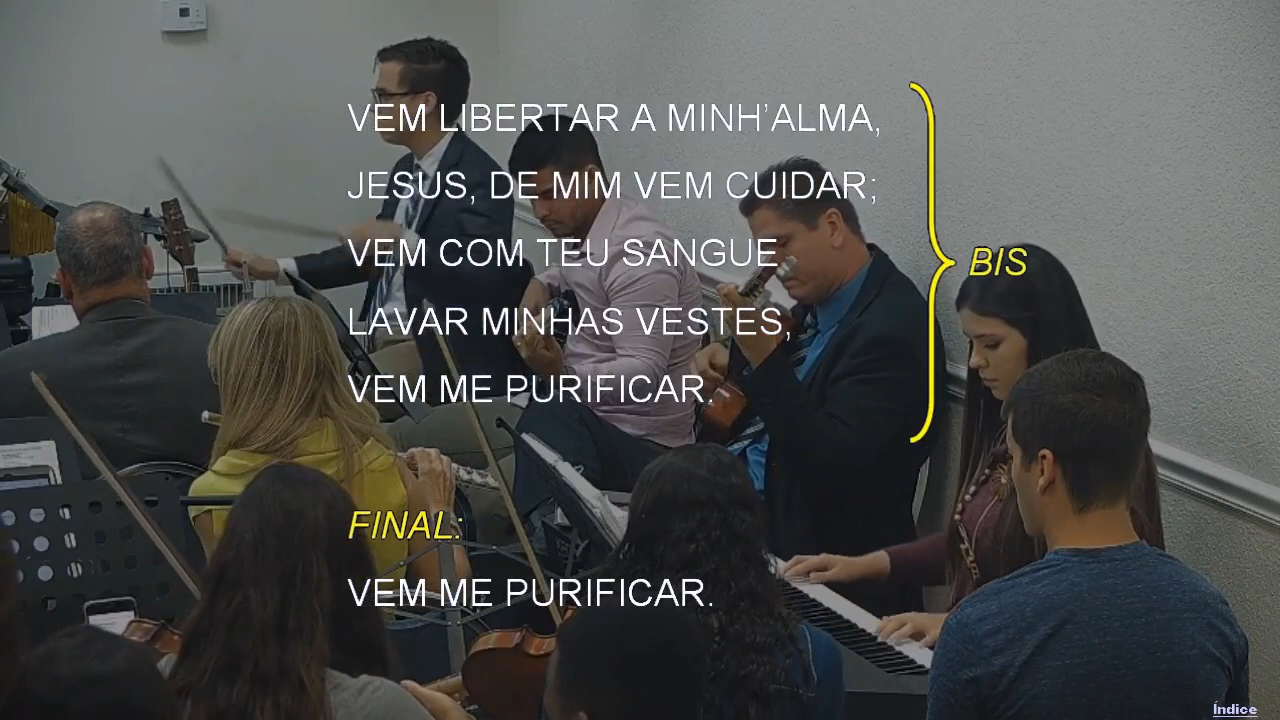 VEM LIBERTAR A MINH’ALMA,
JESUS, DE MIM VEM CUIDAR;
VEM COM TEU SANGUE
LAVAR MINHAS VESTES,
VEM ME PURIFICAR.
BIS
FINAL:
VEM ME PURIFICAR.
Índice